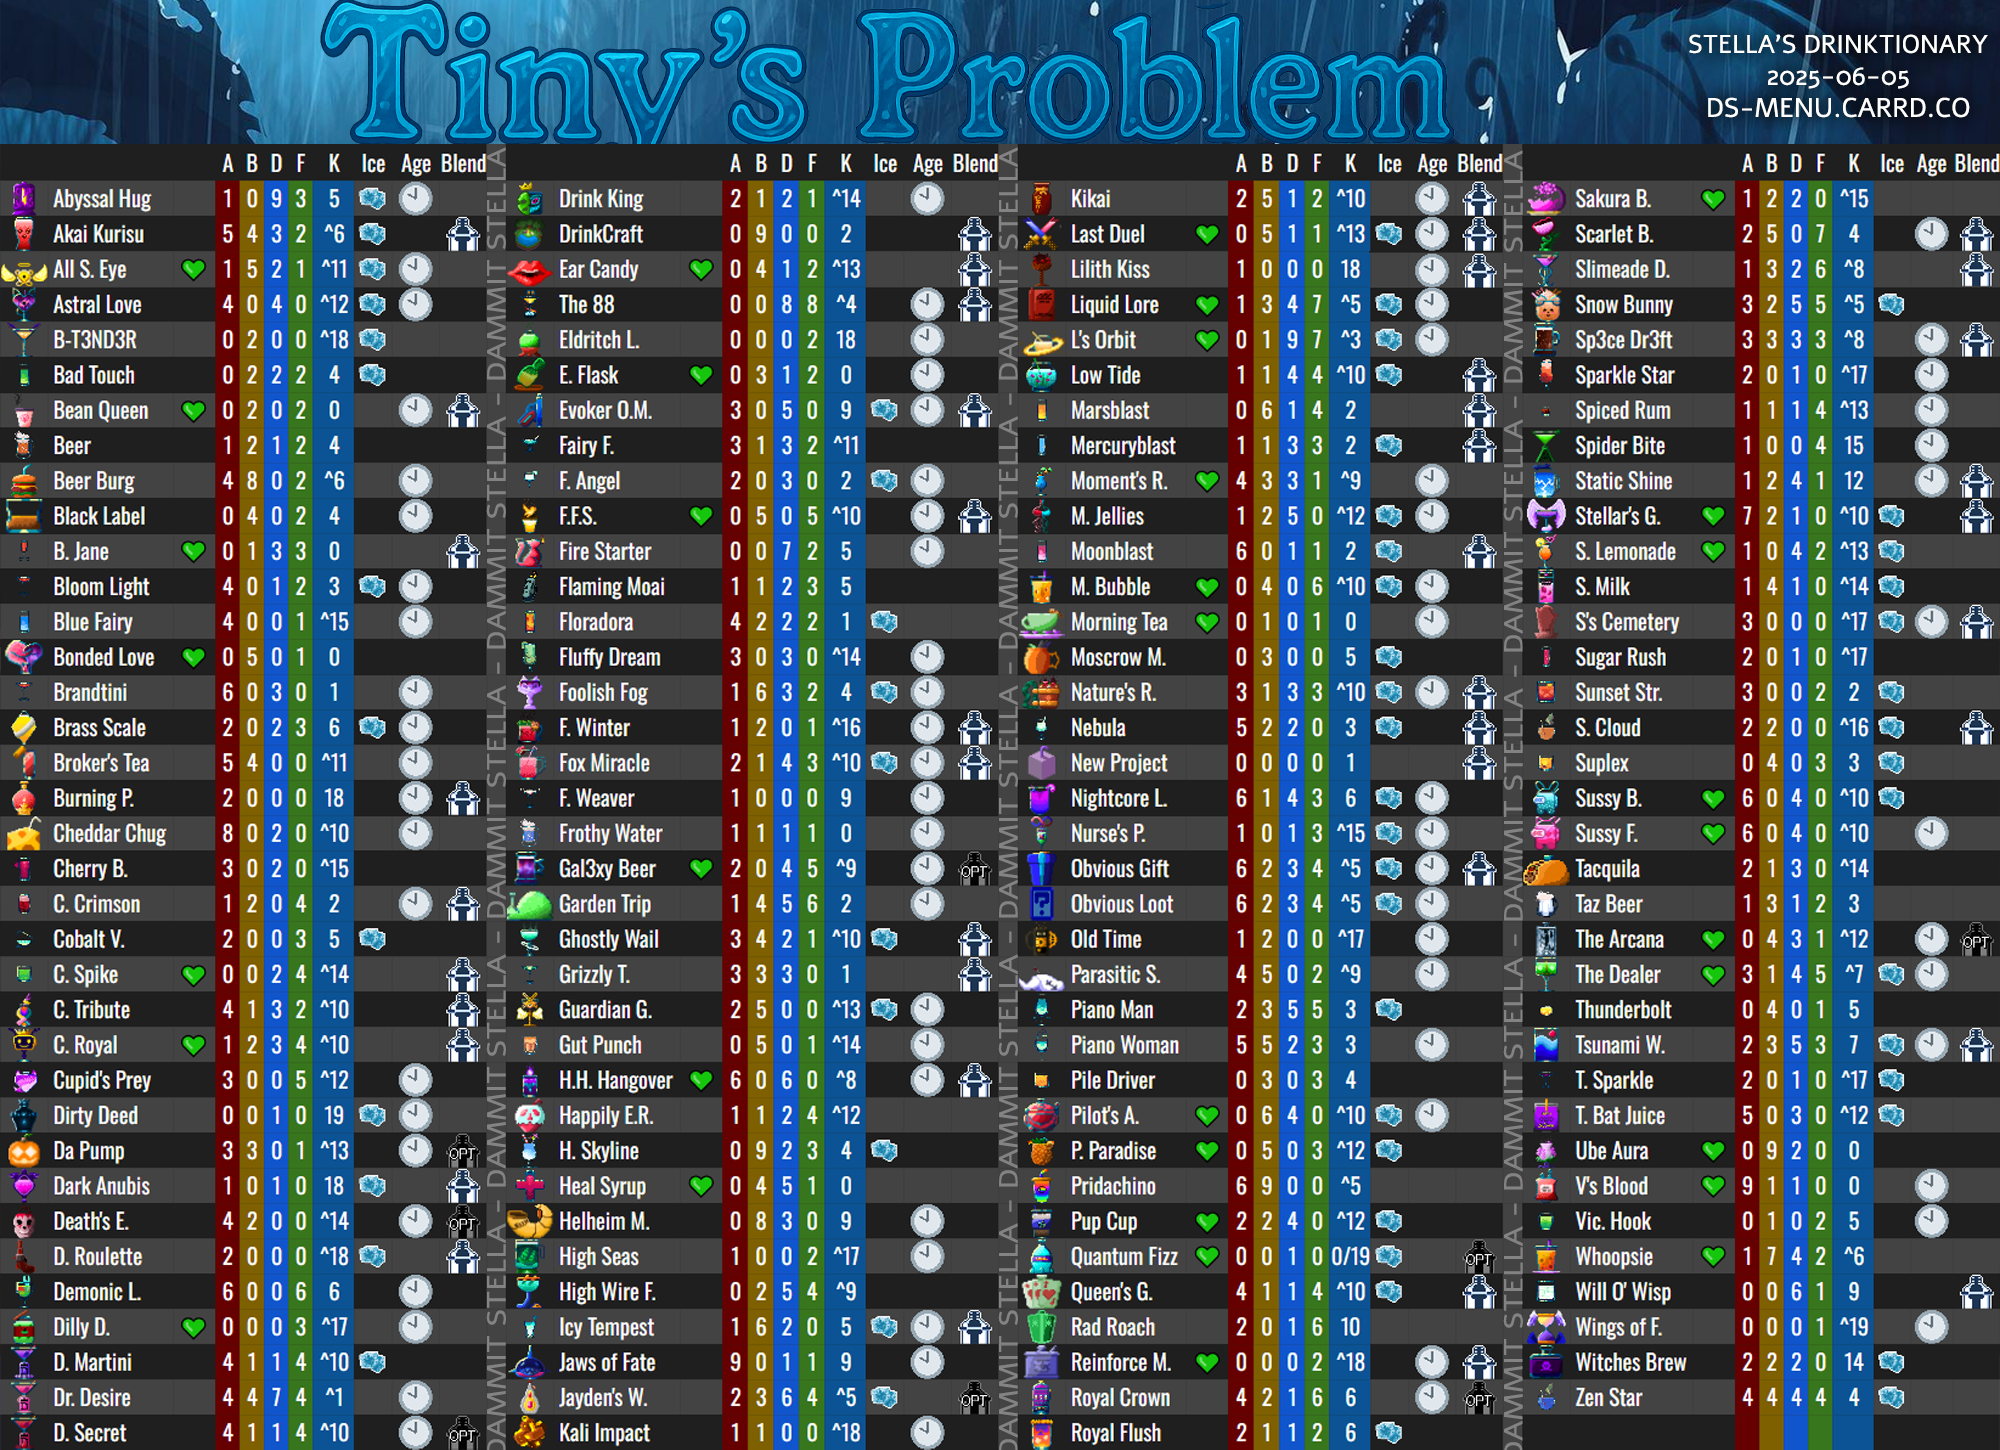 Tiny's Problem
STELLA'S DRINKTIONARY
2025-06-05
DS-MENU.CARRD.CO
A B D F K Ice Age Blend
Abyssal Hug 1 0 9 3 5
Akai Kurisu 5 4 3 2 ^6
All S. Eye 1 5 2 1 ^11
Astral Love 4 0 4 0 ^12
B-T3ND3R 0 2 0 0 ^18
Bad Touch 0 2 2 2 4
Bean Queen 0 2 0 2 0
Beer 1 2 1 2 4
Beer Burg 4 8 0 2 ^6
Black Label 0 4 0 2 4
B. Jane 0 1 3 3 0
Bloom Light 4 0 1 2 3
Blue Fairy 4 0 0 1 ^15
Bonded Love 0 5 0 1 0
Brandtini 6 0 3 0 1
Brass Scale 2 0 2 3 6
Broker's Tea 5 4 0 0 ^11
Burning P. 2 0 0 0 18
Cheddar Chug 8 0 2 0 ^10
Cherry B. 3 0 2 0 ^15
C. Crimson 1 2 0 4 2
Cobalt V. 2 0 0 3 5
C. Spike 0 0 2 4 ^14
C. Tribute 4 1 3 2 ^10
C. Royal 1 2 3 4 ^10
Cupid's Prey 3 0 0 5 ^12
Dirty Deed 0 0 1 0 19
Da Pump 3 3 0 1 ^13 OPT
Dark Anubis 1 0 1 0 18
Death's E. 4 2 0 0 ^14 OPT
D. Roulette 2 0 0 0 ^18
Demonic L. 6 0 0 6 6
Dilly D. 0 0 0 3 ^17
D. Martini 4 1 1 4 ^10
Dr. Desire 4 4 7 4 ^1
D. Secret 4 1 1 4 ^10 OPT
DAMMIT STELLA - DAMMIT STELLA - DAMMIT STELLA - DAMMIT STELLA
A B D F K Ice Age Blend
Drink King 2 1 2 1 ^14
DrinkCraft 0 9 0 0 2
Ear Candy 0 4 1 2 ^13
The 88 0 0 8 8 ^4
Eldritch L. 0 0 0 2 18
E. Flask 0 3 1 2 0
Evoker O.M. 3 0 5 0 9
Fairy F. 3 1 3 2 ^11
F. Angel 2 0 3 0 2
F.F.S. 0 5 0 5 ^10
Fire Starter 0 0 7 2 5
Flaming Moai 1 1 2 3 5
Floradora 4 2 2 2 1
Fluffy Dream 3 0 3 0 ^14
Foolish Fog 1 6 3 2 4
F. Winter 1 2 0 1 ^16
Fox Miracle 2 1 4 3 ^10
F. Weaver 1 0 0 0 9
Frothy Water 1 1 1 1 0
Gal3xy Beer 2 0 4 5 ^9 OPT
Garden Trip 1 4 5 6 2
Ghostly Wail 3 4 2 1 ^10
Grizzly T. 3 3 3 0 1
Guardian G. 2 5 0 0 ^13
Gut Punch 0 5 0 1 ^14
H.H. Hangover 6 0 6 0 ^8
Happily E.R. 1 1 2 4 ^12
H. Skyline 0 9 2 3 4
Heal Syrup 0 4 5 1 0
Helheim M. 0 8 3 0 9
High Seas 1 0 0 2 ^17
High Wire F. 0 2 5 4 ^9
Icy Tempest 1 6 2 0 5
Jaws of Fate 9 0 1 1 9
Jayden's W. 2 3 6 4 ^5 OPT
Kali Impact 1 1 0 0 ^18
DAMMIT STELLA - DAMMIT STELLA - DAMMIT STELLA - DAMMIT STELLA
A B D F K Ice Age Blend
Kikai 2 5 1 2 ^10
Last Duel 0 5 1 1 ^13
Lilith Kiss 1 0 0 0 18
Liquid Lore 1 3 4 7 ^5
L's Orbit 0 1 9 7 ^3
Low Tide 1 1 4 4 ^10
Marsblast 0 6 1 4 2
Mercuryblast 1 1 3 3 2
Moment's R. 4 3 3 1 ^9
M. Jellies 1 2 5 0 ^12
Moonblast 6 0 1 1 2
M. Bubble 0 4 0 6 ^10
Morning Tea 0 1 0 1 0
Moscrow M. 0 3 0 0 5
Nature's R. 3 1 3 3 ^10
Nebula 5 2 2 0 3
New Project 0 0 0 0 1
Nightcore L. 6 1 4 3 6
Nurse's P. 1 0 1 3 ^15
Obvious Gift 6 2 3 4 ^5
Obvious Loot 6 2 3 4 ^5
Old Time 1 2 0 0 ^17
Parasitic S. 4 5 0 2 ^9
Piano Man 2 3 5 5 3
Piano Woman 5 5 2 3 3
Pile Driver 0 3 0 3 4
Pilot's A. 0 6 4 0 ^10
P. Paradise 0 5 0 3 ^12
Pridachino 6 9 0 0 ^5
Pup Cup 2 2 4 0 ^12
Quantum Fizz 0 0 1 0 0/19 OPT
Queen's G. 4 1 1 4 ^10
Rad Roach 2 0 1 6 10
Reinforce M. 0 0 0 2 ^18
Royal Crown 4 2 1 6 6 OPT
Royal Flush 2 1 1 2 6
DAMMIT STELLA - DAMMIT STELLA - DAMMIT STELLA - DAMMIT STELLA
A B D F K Ice Age Blend
Sakura B. 1 2 2 0 ^15
Scarlet B. 2 5 0 7 4
Slimeade D. 1 3 2 6 ^8
Snow Bunny 3 2 5 5 ^5
Sp3ce Dr3ft 3 3 3 3 ^8
Sparkle Star 2 0 1 0 ^17
Spiced Rum 1 1 1 4 ^13
Spider Bite 1 0 0 4 15
Static Shine 1 2 4 1 12
Stellar's G. 7 2 1 0 ^10
S. Lemonade 1 0 4 2 ^13
S. Milk 1 4 1 0 ^14
S's Cemetery 3 0 0 0 ^17
Sugar Rush 2 0 1 0 ^17
Sunset Str. 3 0 0 2 2
S. Cloud 2 2 0 0 ^16
Suplex 0 4 0 3 3
Sussy B. 6 0 4 0 ^10
Sussy F. 6 0 4 0 ^10
Tacquila 2 1 3 0 ^14
Taz Beer 1 3 1 2 3
The Arcana 0 4 3 1 ^12 OPT
The Dealer 3 1 4 5 ^7
Thunderbolt 0 4 0 1 5
Tsunami W. 2 3 5 3 7
T. Sparkle 2 0 1 0 ^17
T. Bat Juice 5 0 3 0 ^12
Ube Aura 0 9 2 0 0
V's Blood 9 1 1 0 0
Vic. Hook 0 1 0 2 5
Whoopsie 1 7 4 2 ^6
Will O' Wisp 0 0 6 1 9
Wings of F. 0 0 0 1 ^19
Witches Brew 2 2 2 0 14
Zen Star 4 4 4 4 4